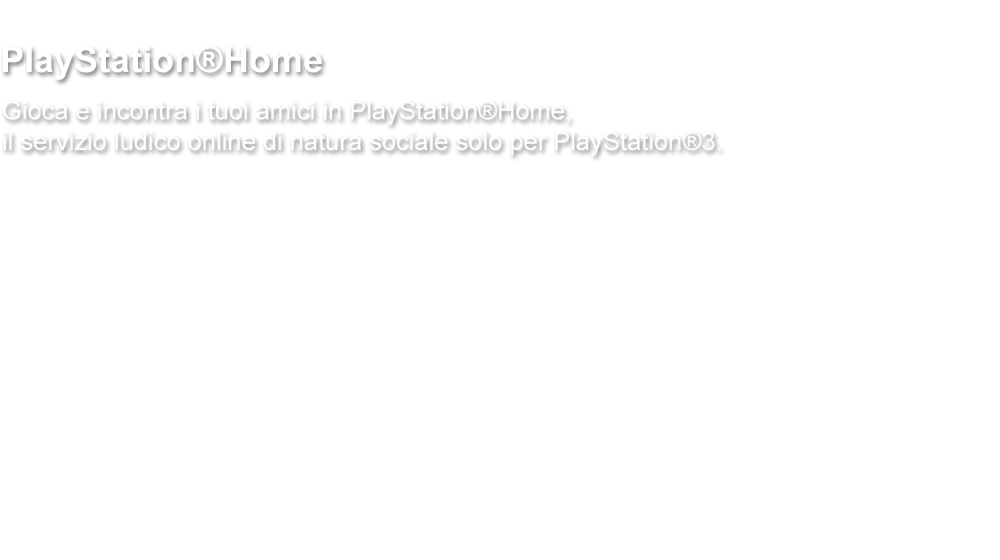 PlayStation®Home
Gioca e incontra i tuoi amici in PlayStation®Home,
il servizio ludico online di natura sociale solo per PlayStation®3.